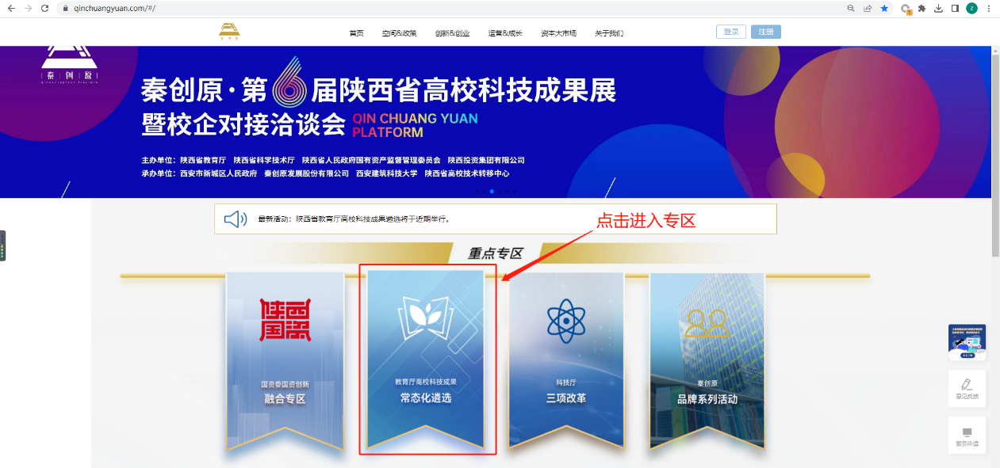 qinchuangyuan.com/#/
首页 空间&政策 创新&创业 运营&成长 资本大市场 关于我们 登录 注册
秦 创 原
秦创原·第6届陕西省高校科技成果展
暨校企对接洽谈会 QIN CHUANG YUAN PLATFORM
主办单位：陕西省教育厅 陕西省科学技术厅 陕西省人民政府国有资产监督管理委员会 陕西投资集团有限公司
承办单位：西安市新城区人民政府 秦创原发展股份有限公司 西安建筑科技大学 陕西省高校技术转移中心
最新活动：陕西省教育厅高校科技成果遴选将于近期举行。
点击进入专区
重点专区
陕西国资
国资委国资创新
融合专区
教育厅高校科技成果
常态化遴选
科技厅
三项改革
秦创原
品牌系列活动
意见反馈
服务申请